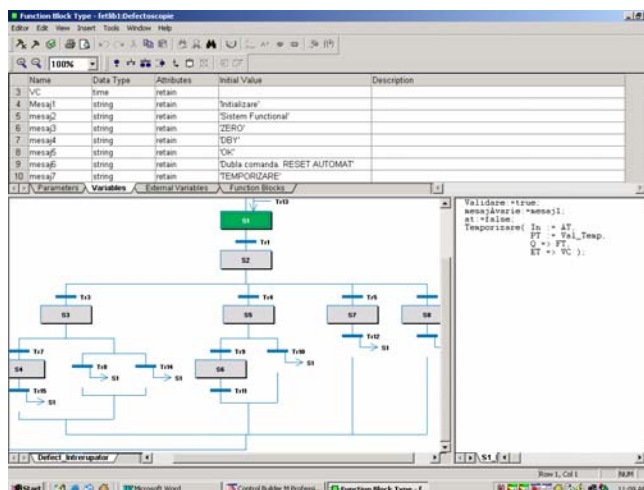 Function Block Type - fetlib1:Defectoscopie
Editor Edit View Insert Tools Window Help
100%
Name Data Type Attributes Initial Value Description
3 VC time retain
4 Mesaj1 string retain 'Initializare'
5 mesaj2 string retain 'Sistem Functional'
6 mesaj3 string retain 'ZERO'
7 mesaj4 string retain 'DBY'
8 mesaj5 string retain 'OK'
9 mesaj6 string retain 'Dubla comanda. RESET AUTOMAT'
10 mesaj7 string retain 'TEMPORIZARE'
Parameters Variables External Variables Function Blocks
Tr13
S1
Tr1
S2
Tr3 Tr4 Tr5
S3 S5 S7 S8
Tr7 Tr8 Tr14 Tr9 Tr10 Tr12
S4 S1 S1 S6 S1 S1
Tr15 Tr11
S1
Validare:=true;
mesajAvarie:=mesaj1;
at:=false;
Temporizare( In := AT,
PT := Val_Temp,
Q => FT,
ET => VC );
Defect_Intrerupator
S1_
Row 1, Col 1 NUM
Start Microsoft Word Control Builder M Professi... Function Block Type - f...